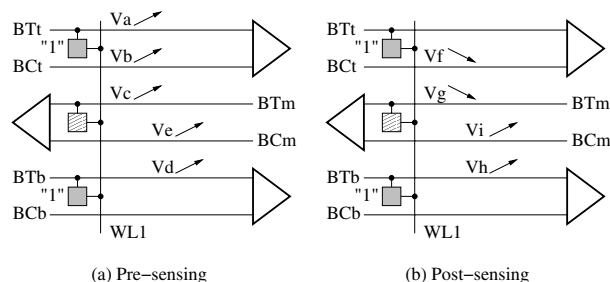 BTt
"1"
BCt
Va
Vb
Vc
BTm
Ve
BCm
Vd
BTb
"1"
BCb
WL1
(a) Pre−sensing
BTt
"1"
BCt
Vf
Vg
BTm
Vi
BCm
Vh
BTb
"1"
BCb
WL1
(b) Post−sensing